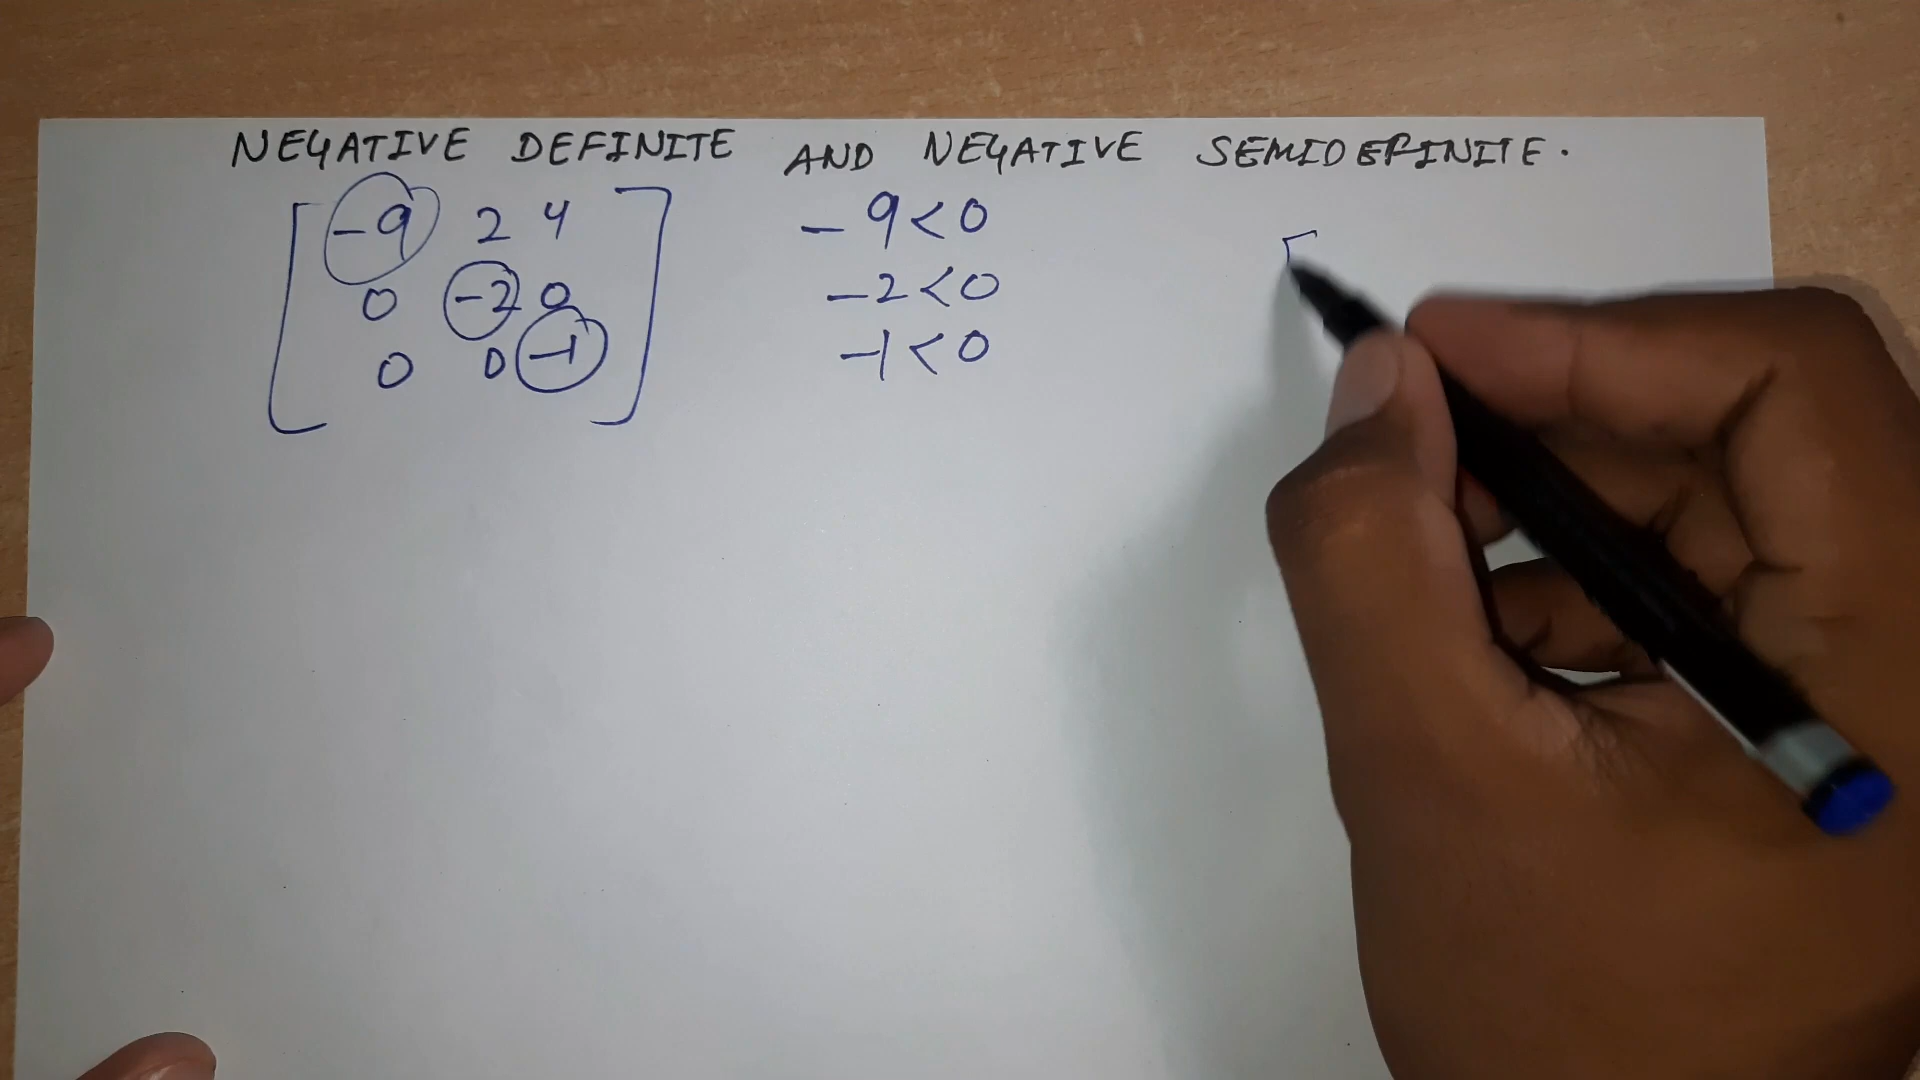 NEGATIVE DEFINITE AND NEGATIVE SEMIDEFINITE.
-9 2 4
0 -2 0
0 0 -1
-9<0
-2<0
-1<0